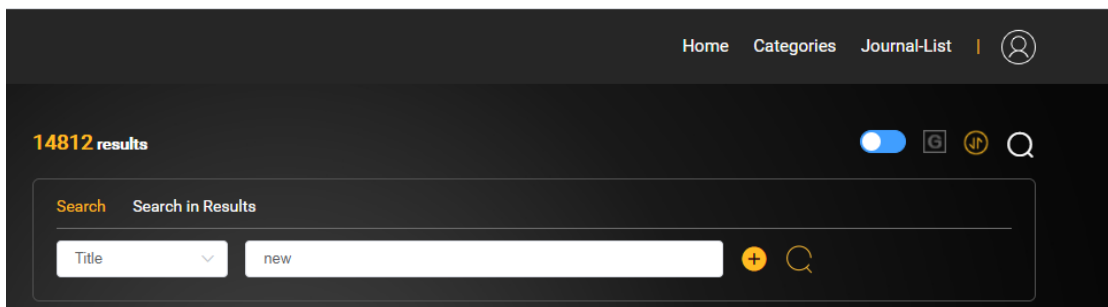 Home Categories Journal-List |
14812 results
G
Search Search in Results
Title new